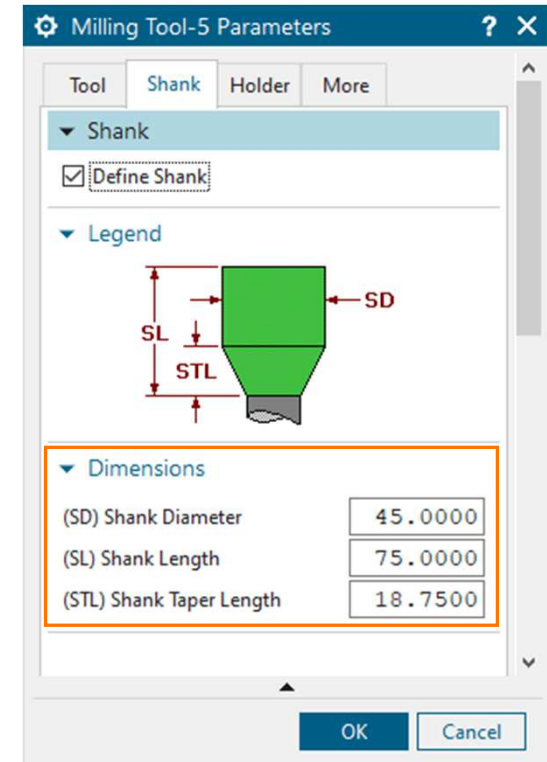 Milling Tool-5 Parameters ? ✕
Tool Shank Holder More
Shank
Define Shank
Legend
SD
SL
STL
Dimensions
(SD) Shank Diameter 45.0000
(SL) Shank Length 75.0000
(STL) Shank Taper Length 18.7500
OK Cancel